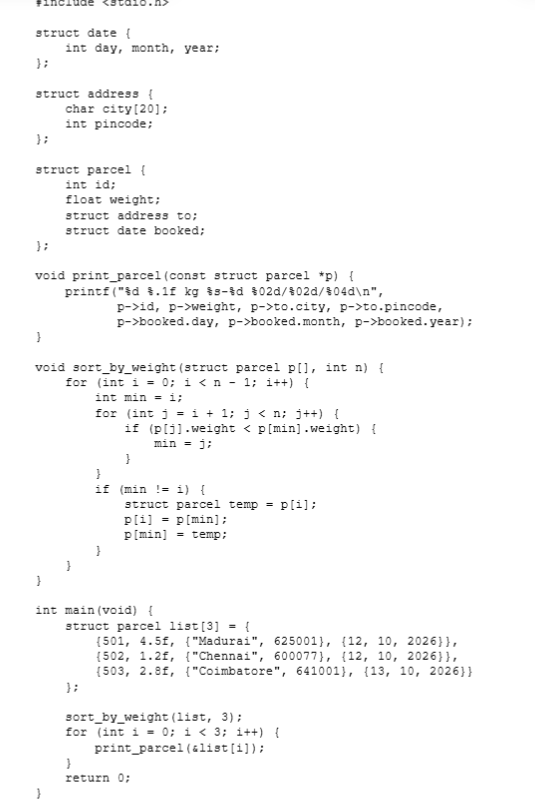 #include <stdio.h>

struct date {
    int day, month, year;
};

struct address {
    char city[20];
    int pincode;
};

struct parcel {
    int id;
    float weight;
    struct address to;
    struct date booked;
};

void print_parcel(const struct parcel *p) {
    printf("%d %.1f kg %s-%d %02d/%02d/%04d\n",
           p->id, p->weight, p->to.city, p->to.pincode,
           p->booked.day, p->booked.month, p->booked.year);
}

void sort_by_weight(struct parcel p[], int n) {
    for (int i = 0; i < n - 1; i++) {
        int min = i;
        for (int j = i + 1; j < n; j++) {
            if (p[j].weight < p[min].weight) {
                min = j;
            }
        }
        if (min != i) {
            struct parcel temp = p[i];
            p[i] = p[min];
            p[min] = temp;
        }
    }
}

int main(void) {
    struct parcel list[3] = {
        {501, 4.5f, {"Madurai", 625001}, {12, 10, 2026}},
        {502, 1.2f, {"Chennai", 600077}, {12, 10, 2026}},
        {503, 2.8f, {"Coimbatore", 641001}, {13, 10, 2026}}
    };

    sort_by_weight(list, 3);
    for (int i = 0; i < 3; i++) {
        print_parcel(&list[i]);
    }
    return 0;
}